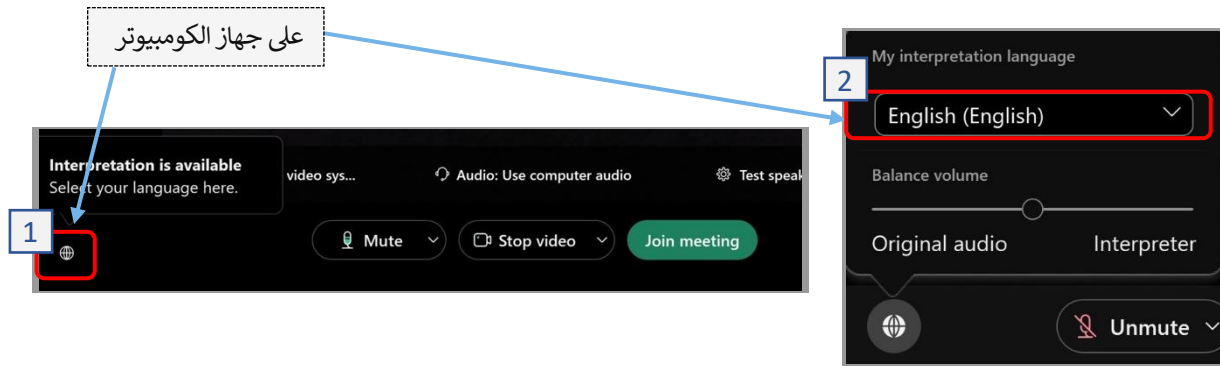 على جهاز الكومبيوتر
1
Interpretation is available
Select your language here.
video sys...
Audio: Use computer audio
Test speak
Mute
Stop video
Join meeting
2
My interpretation language
English (English)
Balance volume
Original audio
Interpreter
Unmute